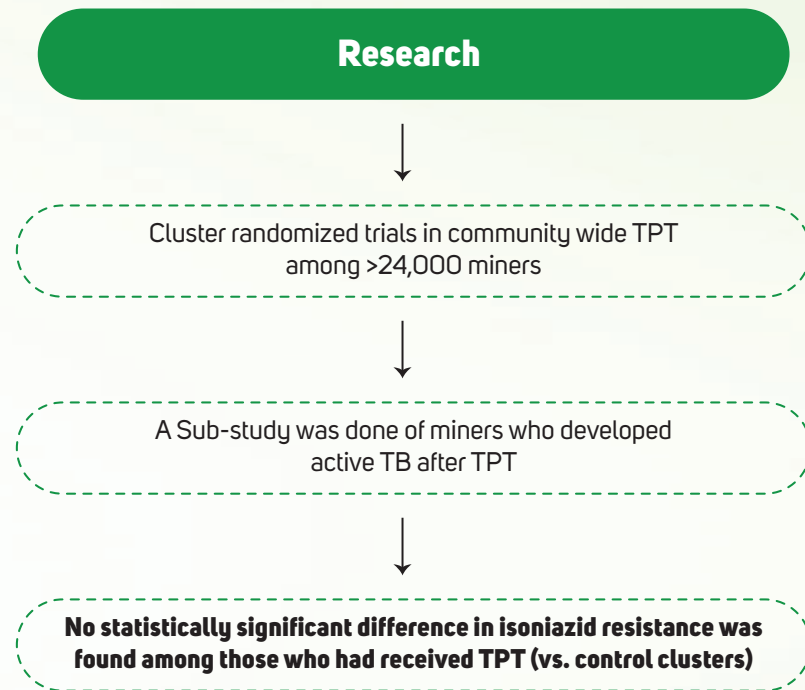 Research
Cluster randomized trials in community wide TPT
among >24,000 miners
A Sub-study was done of miners who developed
active TB after TPT
No statistically significant difference in isoniazid resistance was
found among those who had received TPT (vs. control clusters)